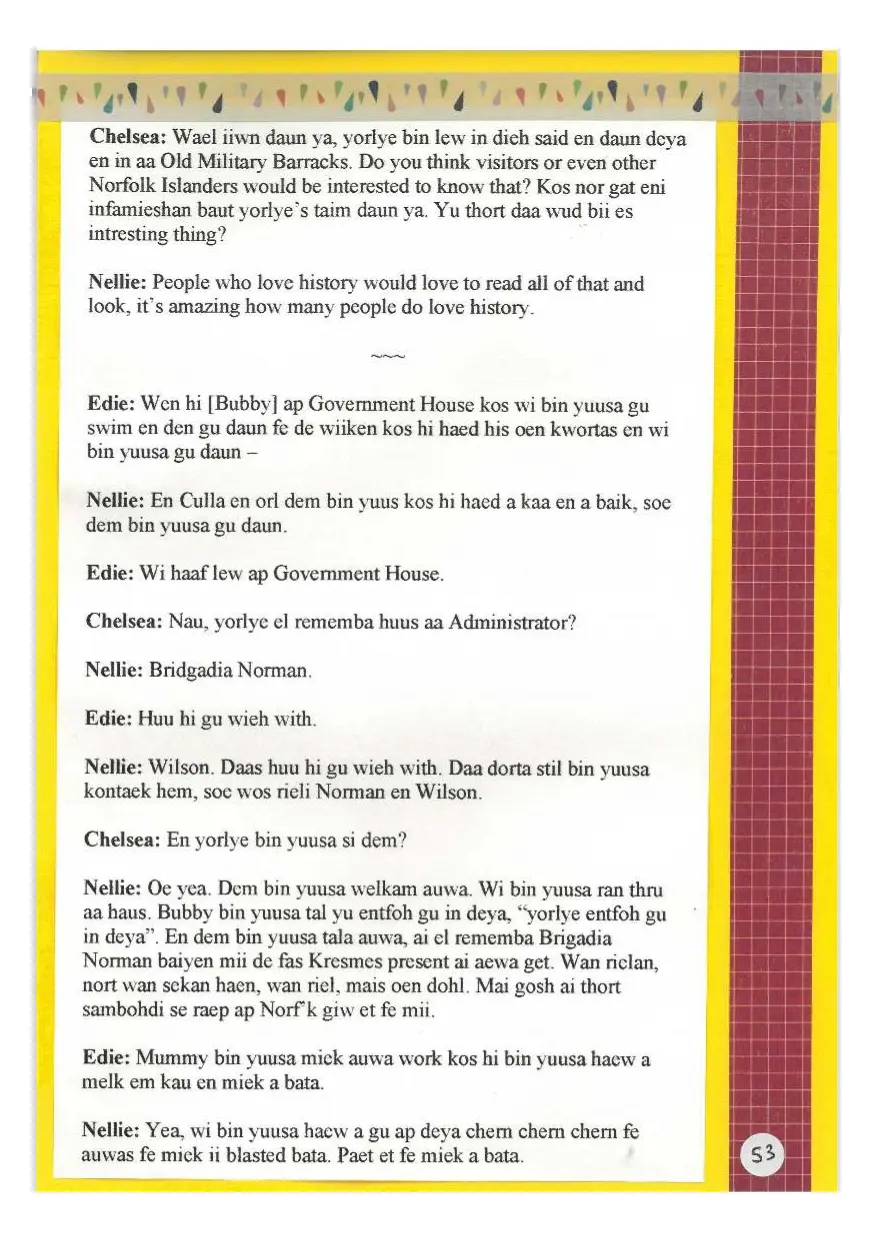 Chelsea: Wael iiwn daun ya, yorlye bin lew in dieh said en daun deya
en in aa Old Military Barracks. Do you think visitors or even other
Norfolk Islanders would be interested to know that? Kos nor gat eni
infamieshan baut yorlye's taim daun ya. Yu thort daa wud bii es
intresting thing?
Nellie: People who love history would love to read all of that and
look, it's amazing how many people do love history.
~~~
Edie: Wen hi [Bubby] ap Government House kos wi bin yuusa gu
swim en den gu daun fe de wiiken kos hi haed his oen kwortas en wi
bin yuusa gu daun –
Nellie: En Culla en orl dem bin yuus kos hi haed a kaa en a baik, soe
dem bin yuusa gu daun.
Edie: Wi haaf lew ap Government House.
Chelsea: Nau, yorlye el rememba huus aa Administrator?
Nellie: Bridgadia Norman.
Edie: Huu hi gu wieh with.
Nellie: Wilson. Daas huu hi gu wieh with. Daa dorta stil bin yuusa
kontaek hem, soe wos rieli Norman en Wilson.
Chelsea: En yorlye bin yuusa si dem?
Nellie: Oe yea. Dem bin yuusa welkam auwa. Wi bin yuusa ran thru
aa haus. Bubby bin yuusa tal yu entfoh gu in deya, "yorlye entfoh gu
in deya". En dem bin yuusa tala auwa, ai el rememba Brigadia
Norman baiyen mii de fas Kresmes present ai aewa get. Wan rielan,
nort wan sekan haen, wan riel, mais oen dohl. Mai gosh ai thort
sambohdi se raep ap Norf'k giw et fe mii.
Edie: Mummy bin yuusa miek auwa work kos hi bin yuusa haew a
melk em kau en miek a bata.
Nellie: Yea, wi bin yuusa haew a gu ap deya chern chern chern fe
auwas fe miek ii blasted bata. Paet et fe miek a bata.
53